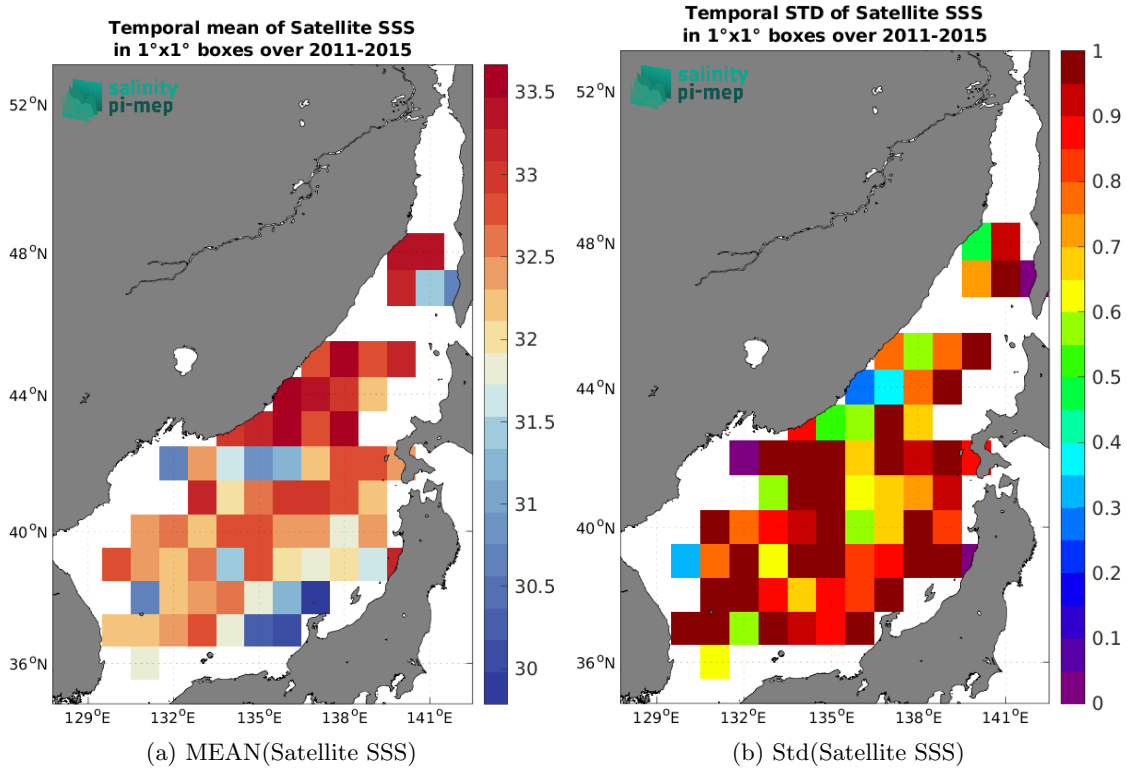 Temporal mean of Satellite SSS
in 1°x1° boxes over 2011-2015
salinity
pi-mep
52°N
48°N
44°N
40°N
36°N
129°e
132°e
135°e
138°e
141°e
33.5
33
32.5
32
31.5
31
30.5
30
(a) MEAN(Satellite SSS)
Temporal STD of Satellite SSS
in 1°x1° boxes over 2011-2015
salinity
pi-mep
52°N
48°N
44°N
40°N
36°N
129°e
132°e
135°e
138°e
141°e
1
0.9
0.8
0.7
0.6
0.5
0.4
0.3
0.2
0.1
0
(b) Std(Satellite SSS)